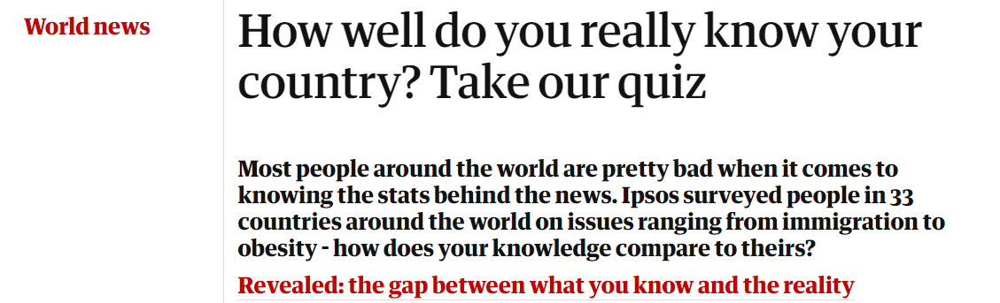 World news
How well do you really know your
country? Take our quiz
Most people around the world are pretty bad when it comes to
knowing the stats behind the news. Ipsos surveyed people in 33
countries around the world on issues ranging from immigration to
obesity - how does your knowledge compare to theirs?
Revealed: the gap between what you know and the reality